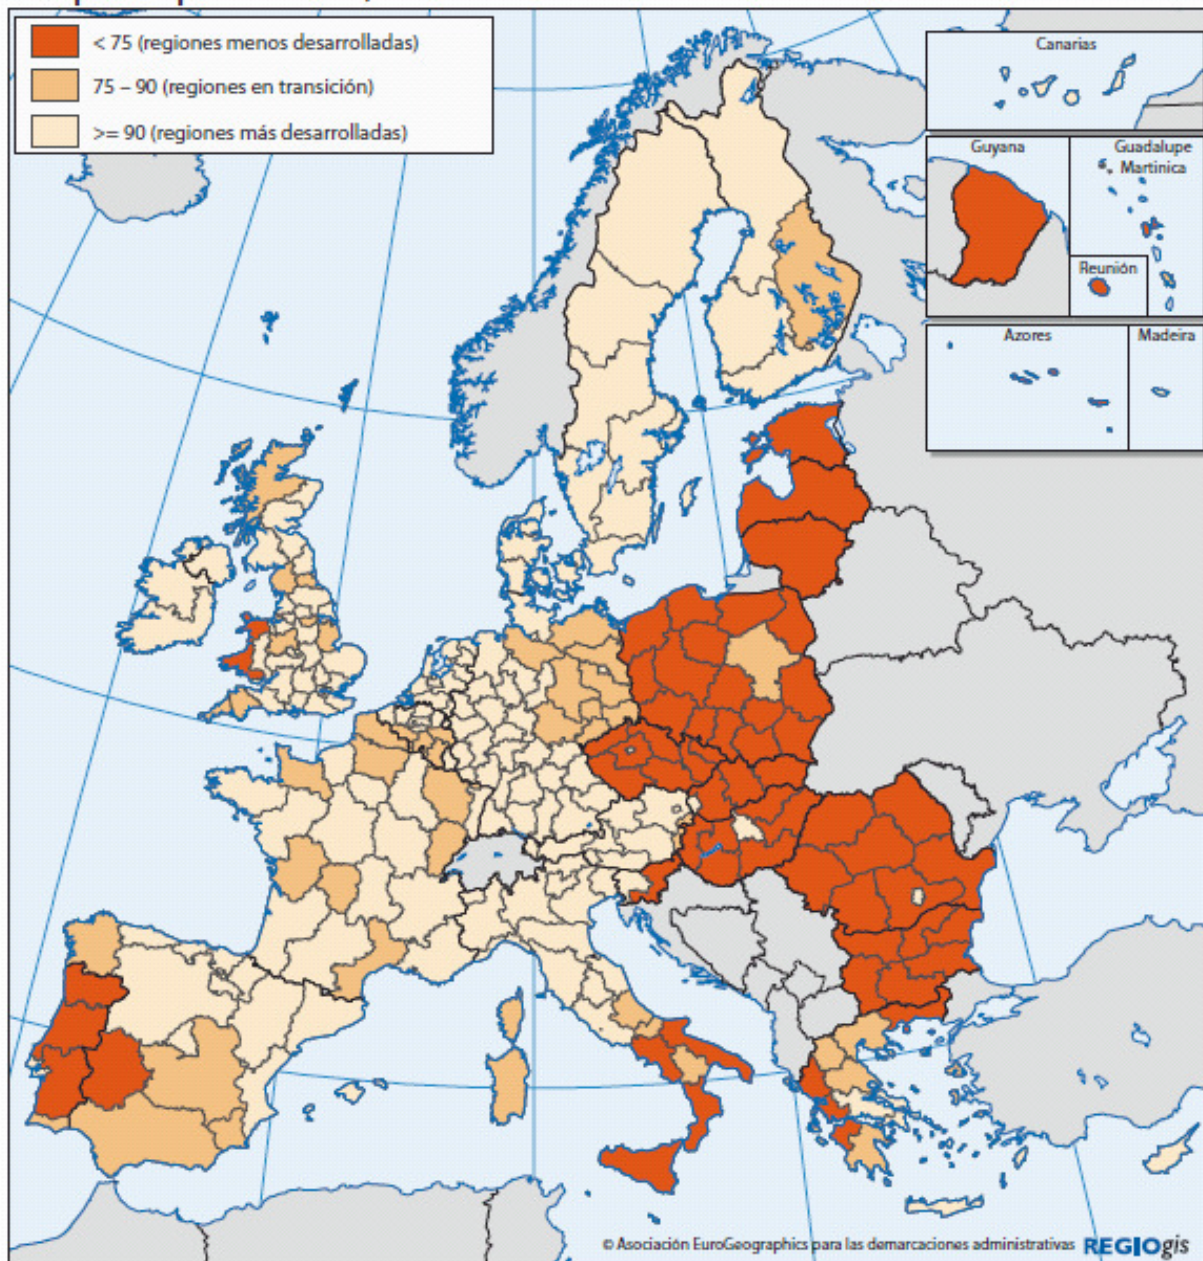 < 75 (regiones menos desarrolladas)
75 – 90 (regiones en transición)
>= 90 (regiones más desarrolladas)
Canarias
Guyana
Guadalupe
Martinica
Reunión
Azores
Madeira
© Asociación EuroGeographics para las demarcaciones administrativas
REGIOgis